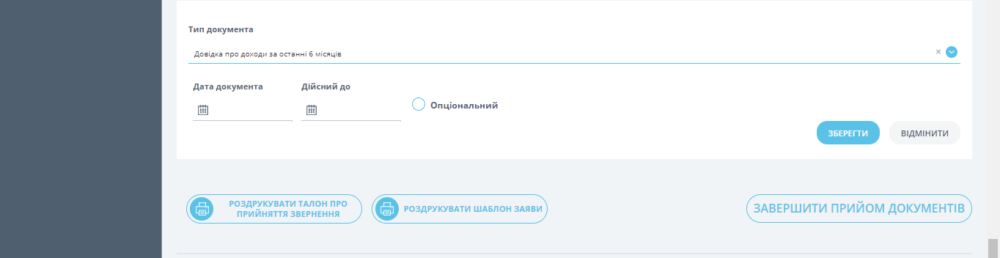 Тип документа
Довідка про доходи за останні 6 місяців
Дата документа
Дійсний до
Опціональний
ЗБЕРЕГТИ
ВІДМІНИТИ
РОЗДРУКУВАТИ ТАЛОН ПРО
ПРИЙНЯТТЯ ЗВЕРНЕННЯ
РОЗДРУКУВАТИ ШАБЛОН ЗАЯВИ
ЗАВЕРШИТИ ПРИЙОМ ДОКУМЕНТІВ